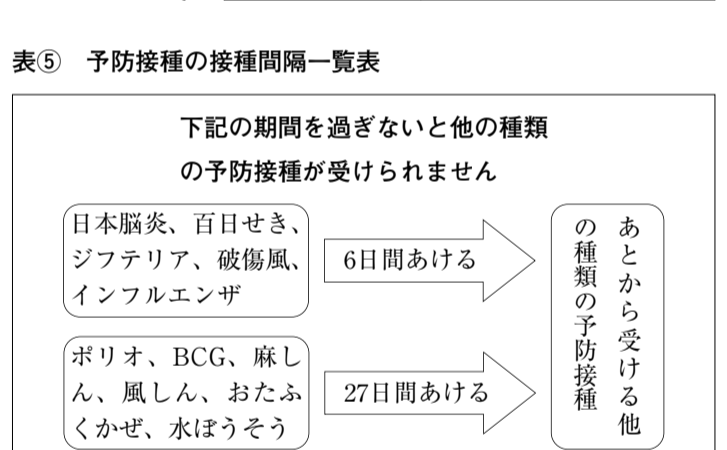 表⑤　予防接種の接種間隔一覧表
下記の期間を過ぎないと他の種類
の予防接種が受けられません
日本脳炎、百日せき、
ジフテリア、破傷風、
インフルエンザ
6日間あける
ポリオ、BCG、麻し
ん、風しん、おたふ
くかぜ、水ぼうそう
27日間あける
あとから受ける他
の種類の予防接種